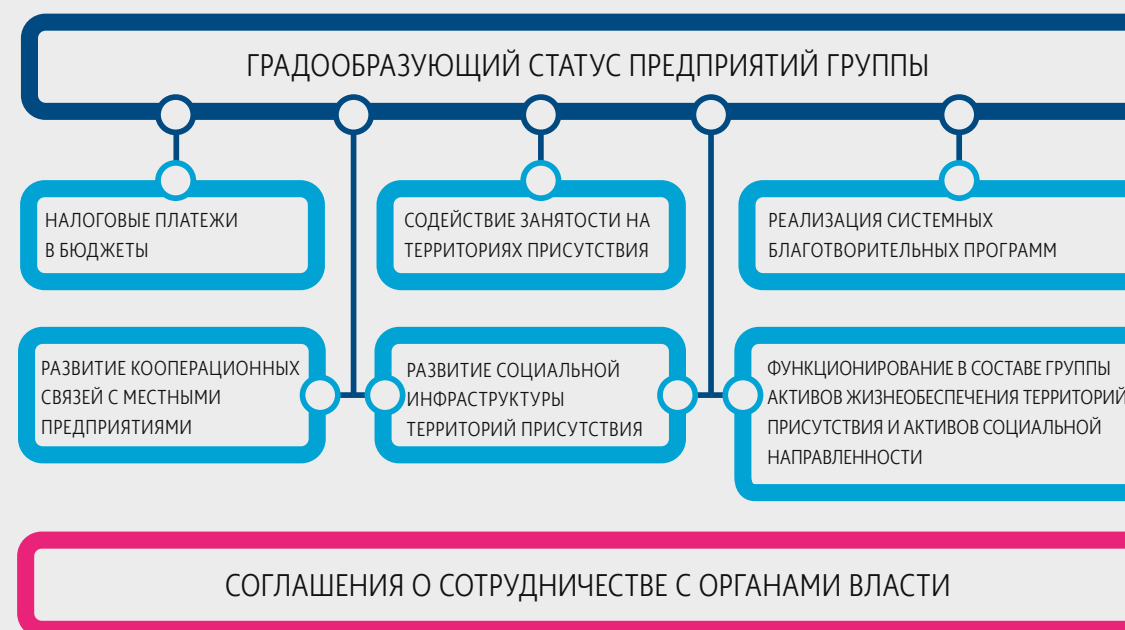 ГРАДООБРАЗУЮЩИЙ СТАТУС ПРЕДПРИЯТИЙ ГРУППЫ
НАЛОГОВЫЕ ПЛАТЕЖИ
В БЮДЖЕТЫ
СОДЕЙСТВИЕ ЗАНЯТОСТИ НА
ТЕРРИТОРИЯХ ПРИСУТСТВИЯ
РЕАЛИЗАЦИЯ СИСТЕМНЫХ
БЛАГОТВОРИТЕЛЬНЫХ ПРОГРАММ
РАЗВИТИЕ КООПЕРАЦИОННЫХ
СВЯЗЕЙ С МЕСТНЫМИ
ПРЕДПРИЯТИЯМИ
РАЗВИТИЕ СОЦИАЛЬНОЙ
ИНФРАСТРУКТУРЫ
ТЕРРИТОРИЙ ПРИСУТСТВИЯ
ФУНКЦИОНИРОВАНИЕ В СОСТАВЕ ГРУППЫ
АКТИВОВ ЖИЗНЕОБЕСПЕЧЕНИЯ ТЕРРИТОРИЙ
ПРИСУТСТВИЯ И АКТИВОВ СОЦИАЛЬНОЙ
НАПРАВЛЕННОСТИ
СОГЛАШЕНИЯ О СОТРУДНИЧЕСТВЕ С ОРГАНАМИ ВЛАСТИ